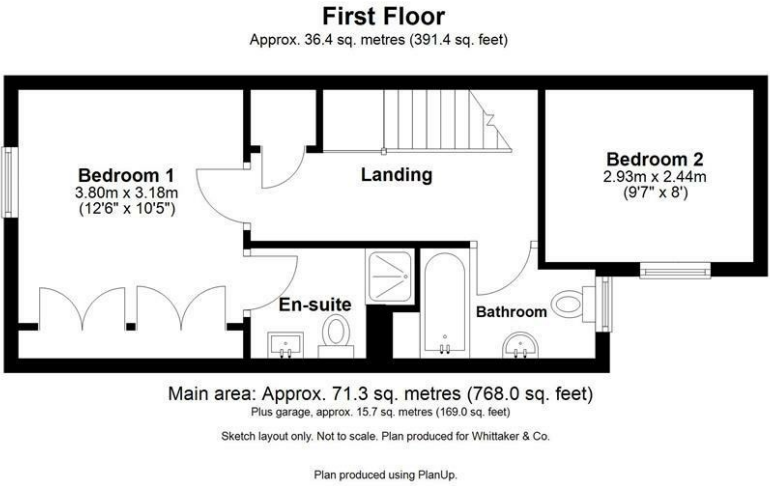 First Floor
Approx. 36.4 sq. metres (391.4 sq. feet)
Bedroom 1
3.80m x 3.18m
(12'6" x 10'5")
Landing
Bedroom 2
2.93m x 2.44m
(9'7" x 8')
En-suite
Bathroom
Main area: Approx. 71.3 sq. metres (768.0 sq. feet)
Plus garage, approx. 15.7 sq. metres (169.0 sq. feet)
Sketch layout only. Not to scale. Plan produced for Whittaker & Co.
Plan produced using PlanUp.